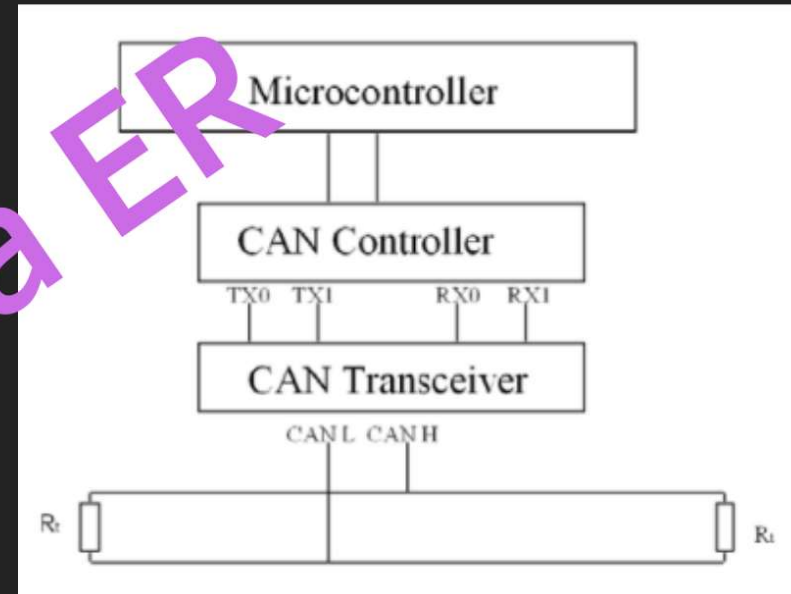 Microcontroller
a ER
CAN Controller
TX0 TX1 RX0 RX1
CAN Transceiver
CAN L CAN H
Rt
Rt